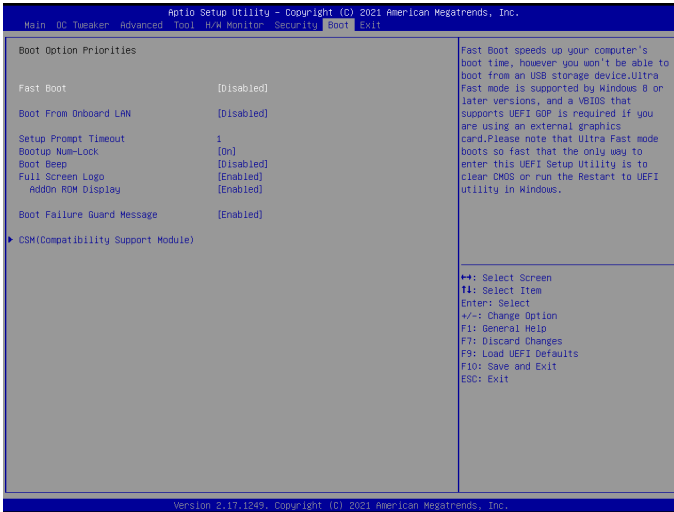 Aptio Setup Utility – Copyright (C) 2021 American Megatrends, Inc.
Main OC Tweaker Advanced Tool H/W Monitor Security Boot Exit
Boot Option Priorities
Fast Boot [Disabled]
Boot From Onboard LAN [Disabled]
Setup Prompt Timeout 1
Bootup Num-Lock [On]
Boot Beep [Disabled]
Full Screen Logo [Enabled]
AddOn ROM Display [Enabled]
Boot Failure Guard Message [Enabled]
CSM(Compatibility Support Module)
Fast Boot speeds up your computer's
boot time, however you won't be able to
boot from an USB storage device.Ultra
Fast mode is supported by Windows 8 or
later versions, and a VBIOS that
supports UEFI GOP is required if you
are using an external graphics
card.Please note that Ultra Fast mode
boots so fast that the only way to
enter this UEFI Setup Utility is to
clear CMOS or run the Restart to UEFI
utility in Windows.
↔: Select Screen
↑↓: Select Item
Enter: Select
+/-: Change Option
F1: General Help
F7: Discard Changes
F9: Load UEFI Defaults
F10: Save and Exit
ESC: Exit
Version 2.17.1249. Copyright (C) 2021 American Megatrends, Inc.